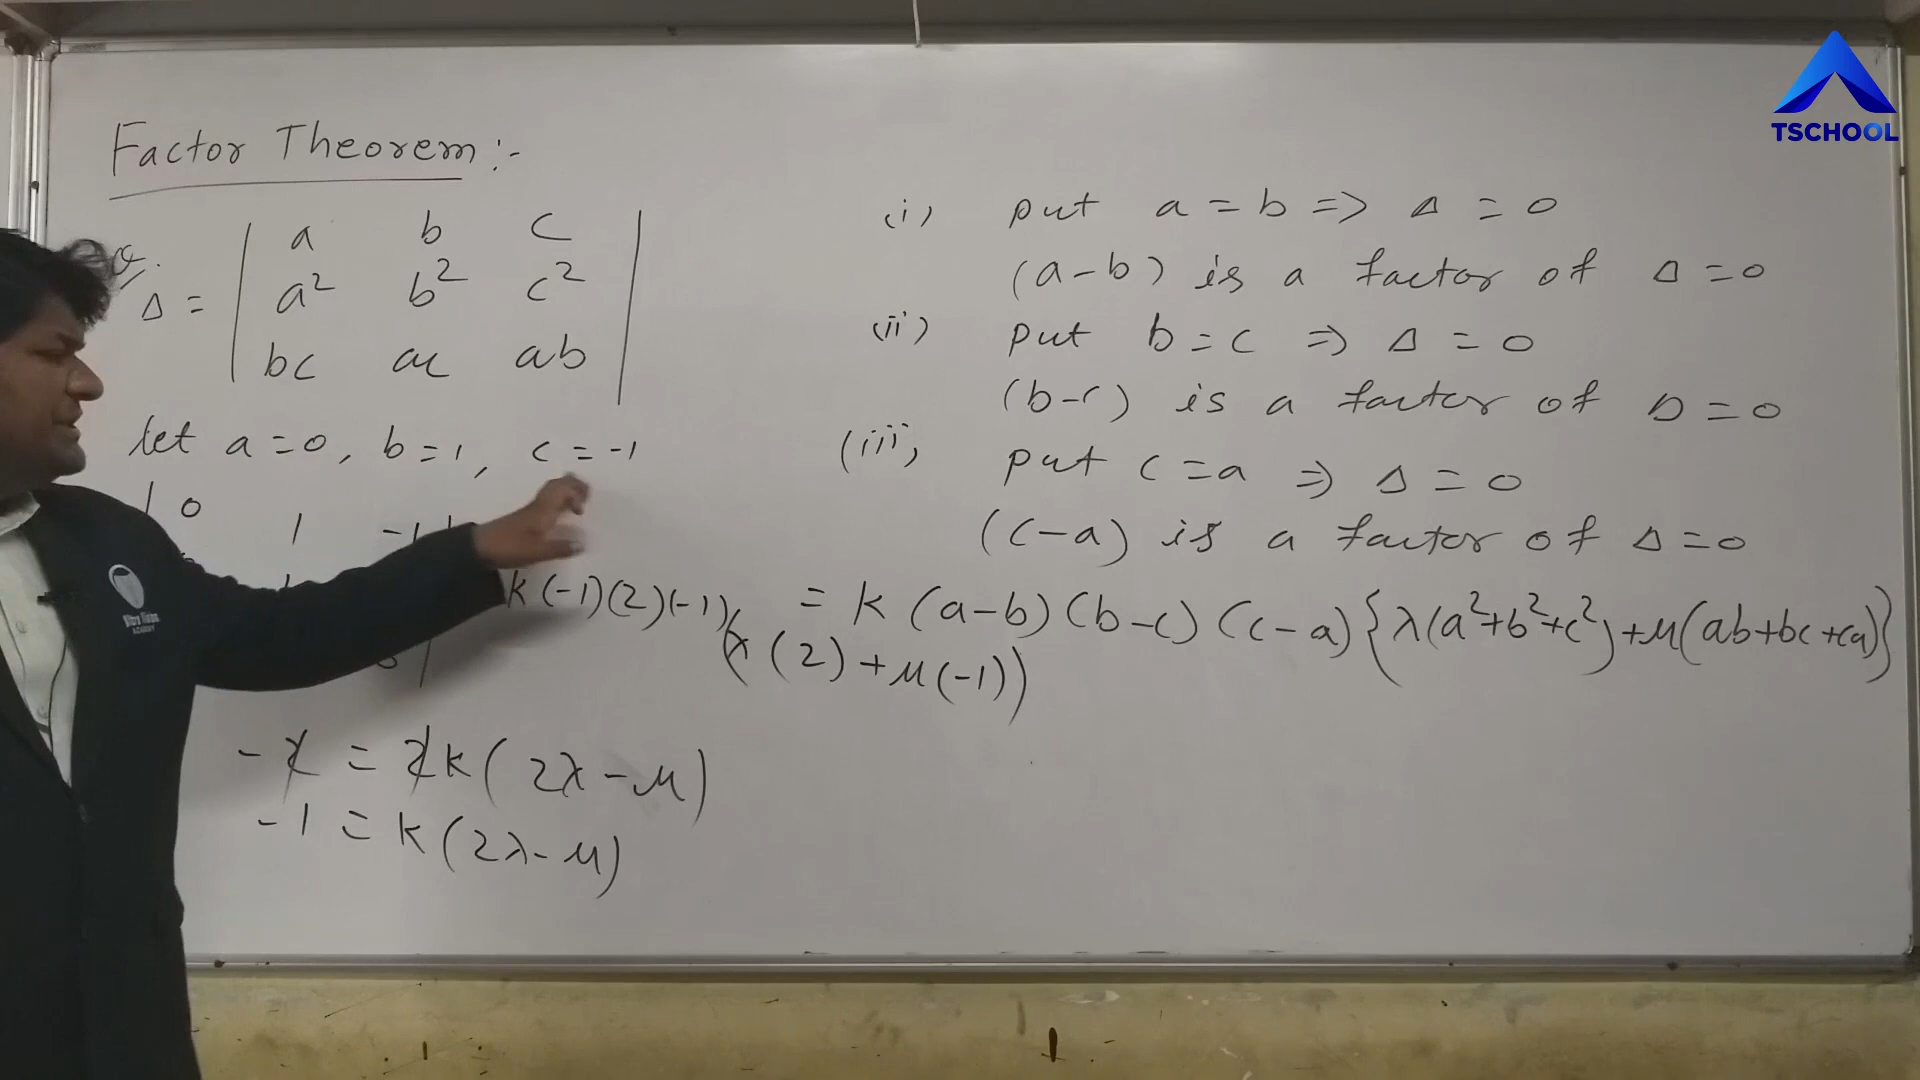 TSCHOOL
Factor Theorem :-
Q.
Δ = | a b c |
| a² b² c² |
| bc ac ab |
let a = 0, b = 1, c = -1
| 0 1 -1 |
k(-1)(2)(-1)
(λ(2) + μ(-1))
-2 = 2k(2λ - μ)
-1 = k(2λ - μ)
(i) put a = b => Δ = 0
(a-b) is a factor of Δ = 0
(ii) put b = c => Δ = 0
(b-c) is a factor of Δ = 0
(iii) put c = a => Δ = 0
(c-a) is a factor of Δ = 0
= k (a-b) (b-c) (c-a) {λ(a²+b²+c²) + μ(ab+bc+ca)}